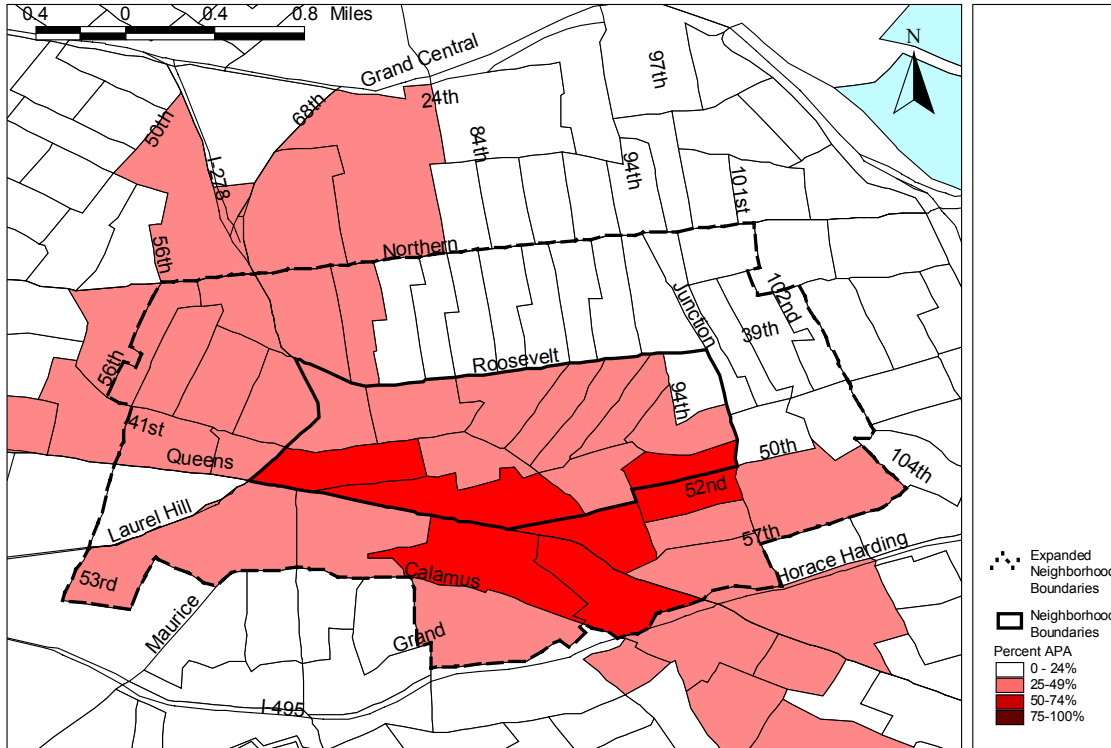 0.4 0 0.4 0.8 Miles
Grand Central
N
97th
68th
24th
50th
84th
94th
I-278
101st
56th
Northern
102nd
Junction
39th
Roosevelt
56th
94th
41st
50th
Queens
104th
52nd
Laurel Hill
57th
Horace Harding
Calamus
53rd
Maurice
Grand
I-495
Expanded
Neighborhood
Boundaries
Neighborhood
Boundaries
Percent APA
0 - 24%
25-49%
50-74%
75-100%